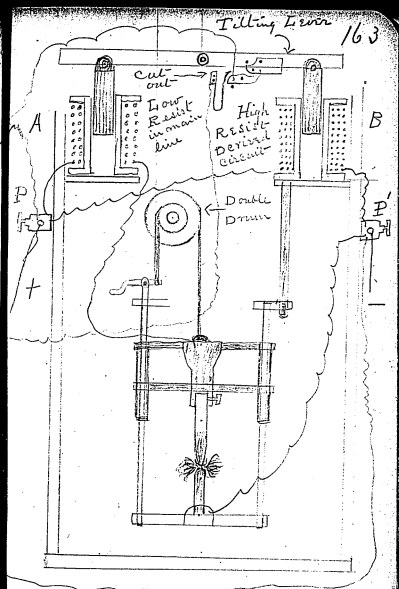 Tilting Lever
163
Cut-
out
Low
Resist
in main
line
High
Resist-
Derived
Circuit
A
B
P
P'
Double
Drum
+
-